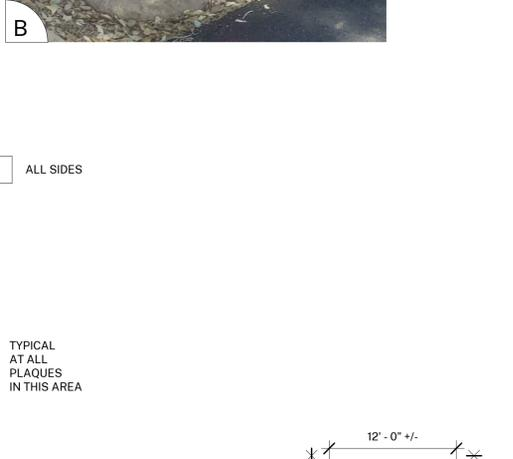 B
ALL SIDES
TYPICAL
AT ALL
PLAQUES
IN THIS AREA
12' - 0" +/-